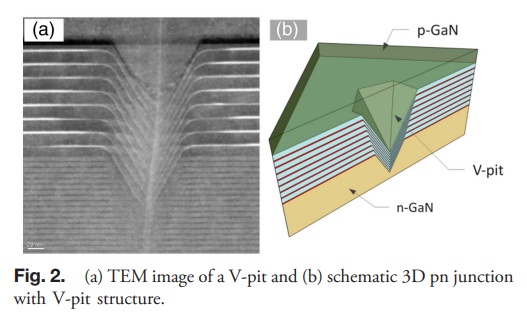 (a)
(b)
p-GaN
V-pit
n-GaN
Fig. 2. (a) TEM image of a V-pit and (b) schematic 3D pn junction
with V-pit structure.